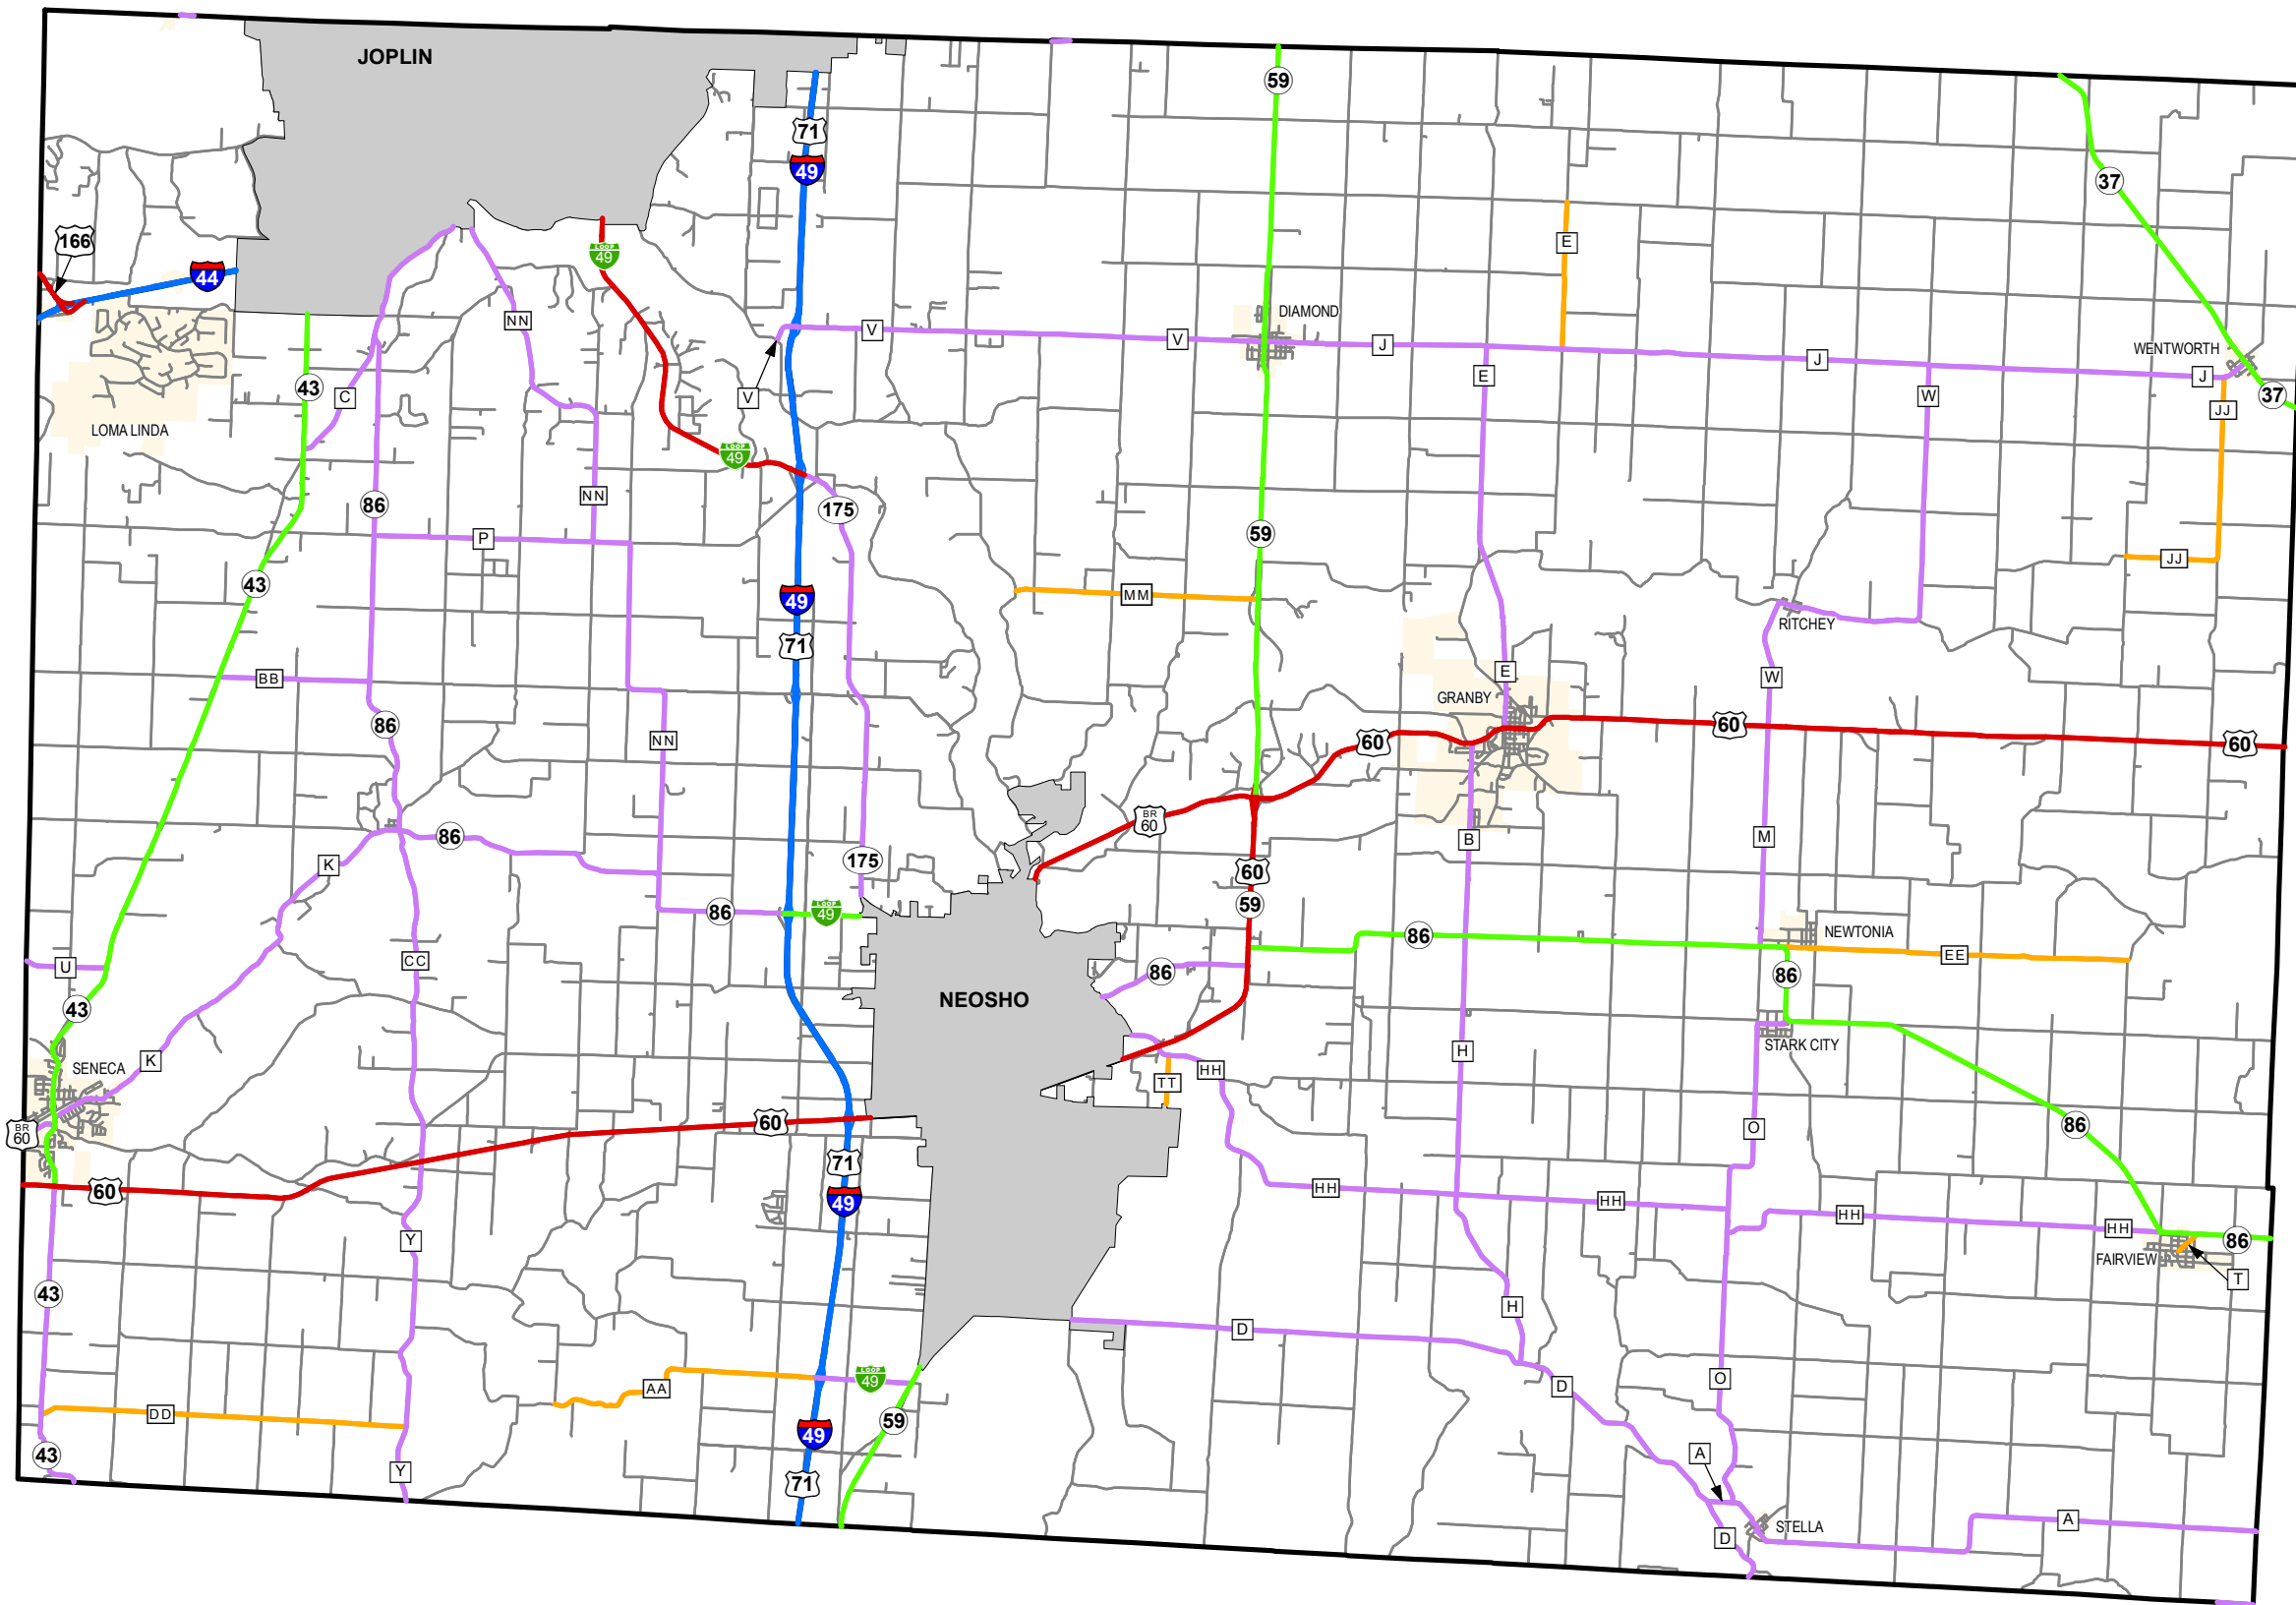 JOPLIN
59
71
49
37
166
LOOP
49
44
E
DIAMOND
NN
V
V
J
WENTWORTH
J
J
E
43
C
V
W
37
JJ
LOMA LINDA
LOOP
49
NN
86
175
59
P
JJ
43
MM
49
RITCHEY
71
E
W
BB
GRANBY
86
60
60
60
NN
BR
60
86
B
M
K
175
60
59
LOOP
49
86
86
NEWTONIA
EE
CC
U
86
86
NEOSHO
43
STARK CITY
H
K
SENECA
HH
TT
BR
60
60
O
86
71
60
HH
49
HH
HH
HH
Y
86
FAIRVIEW
T
43
H
D
LOOP
49
AA
D
O
DD
59
49
43
A
Y
71
A
STELLA
D